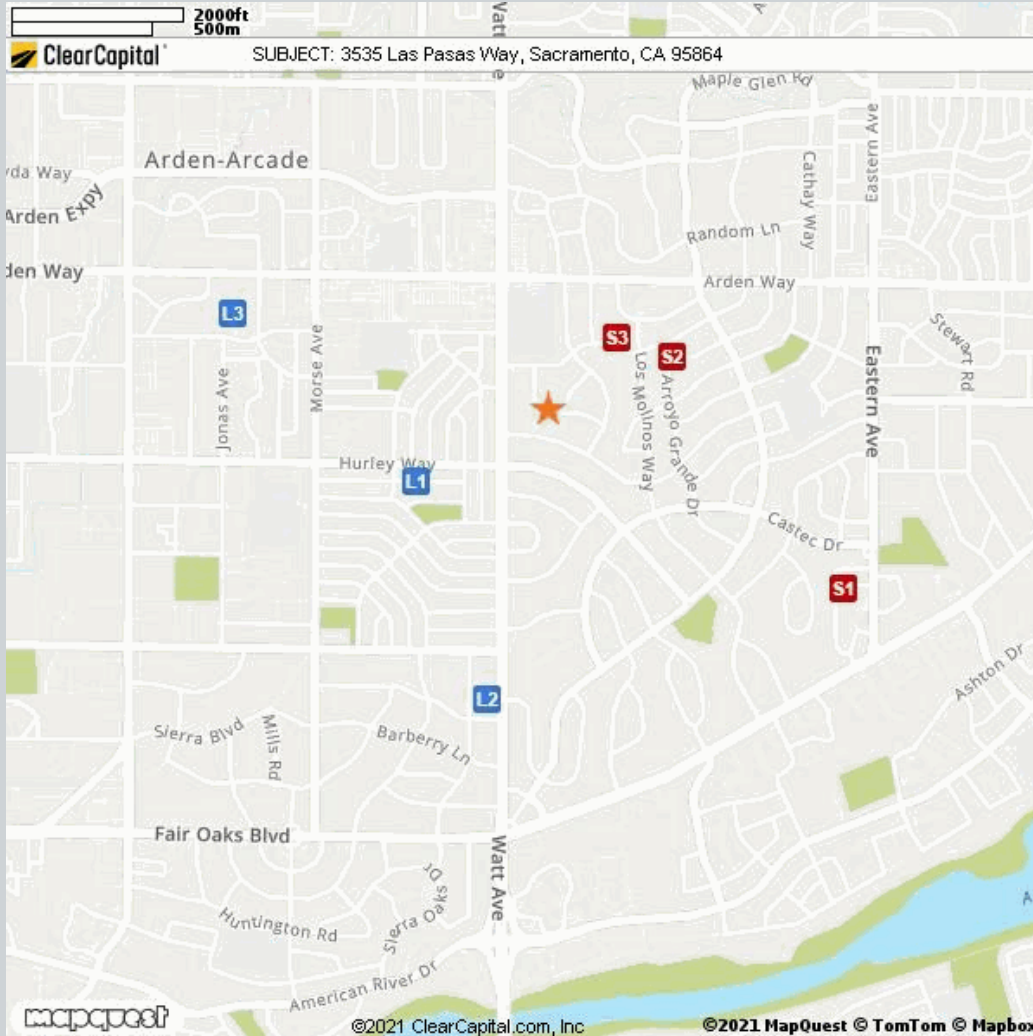 2000ft
500m
Watt
e
ClearCapital
SUBJECT: 3535 Las Pasas Way, Sacramento, CA 95864
Maple Glen Rd
Eastern Ave
Arden-Arcade
Cathay Way
yda Way
Arden Expy
Random Ln
den Way
Arden Way
L3
Stewart Rd
S3
S2
Morse Ave
Los Molinos Way
Eastern Ave
Jonas Ave
Arroyo Grande Dr
Hurley Way
L1
Castec Dr
S1
Ashton Dr
L2
Sierra Blvd
Mills Rd
Barberry Ln
Fair Oaks Blvd
Watt Ave
Sierra Oaks Dr
A
Huntington Rd
American River Dr
mapquest
©2021 ClearCapital.com, Inc
©2021 MapQuest © TomTom © Mapbox